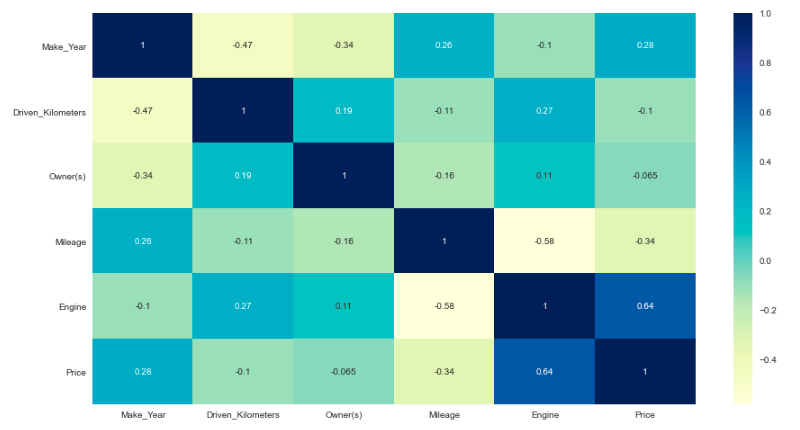 Make_Year 1 -0.47 -0.34 0.26 -0.1 0.28
Driven_Kilometers -0.47 1 0.19 -0.11 0.27 -0.1
Owner(s) -0.34 0.19 1 -0.16 0.11 -0.065
Mileage 0.26 -0.11 -0.16 1 -0.58 -0.34
Engine -0.1 0.27 0.11 -0.58 1 0.64
Price 0.28 -0.1 -0.065 -0.34 0.64 1
Make_Year Driven_Kilometers Owner(s) Mileage Engine Price
1.0
0.8
0.6
0.4
0.2
0.0
−0.2
−0.4